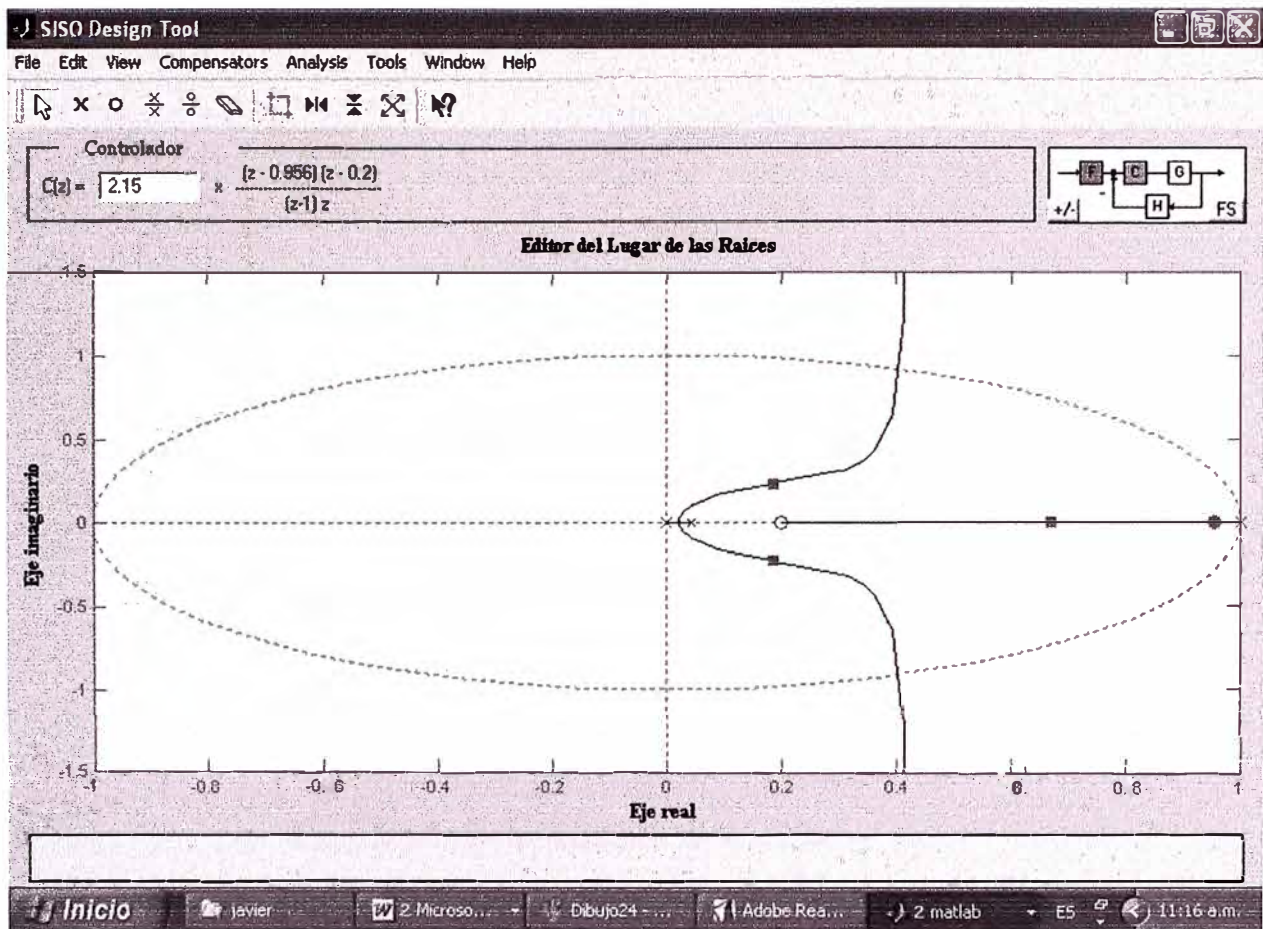 SISO Design Tool
File Edit View Compensators Analysis Tools Window Help
Controlador
C(z) = 2.15 x (z - 0.956) (z - 0.2)
(z-1) z
F C G
H
+/- FS
-
Editor del Lugar de las Raices
1.5
1
0.5
0
-0.5
-1
-1.5
Eje imaginario
-1 -0.8 -0.6 -0.4 -0.2 0 0.2 0.4 0.6 0.8 1
Eje real
Inicio javier 2 Microso... Dibujo24 - ... Adobe Rea... 2 matlab ES 11:16 a.m.